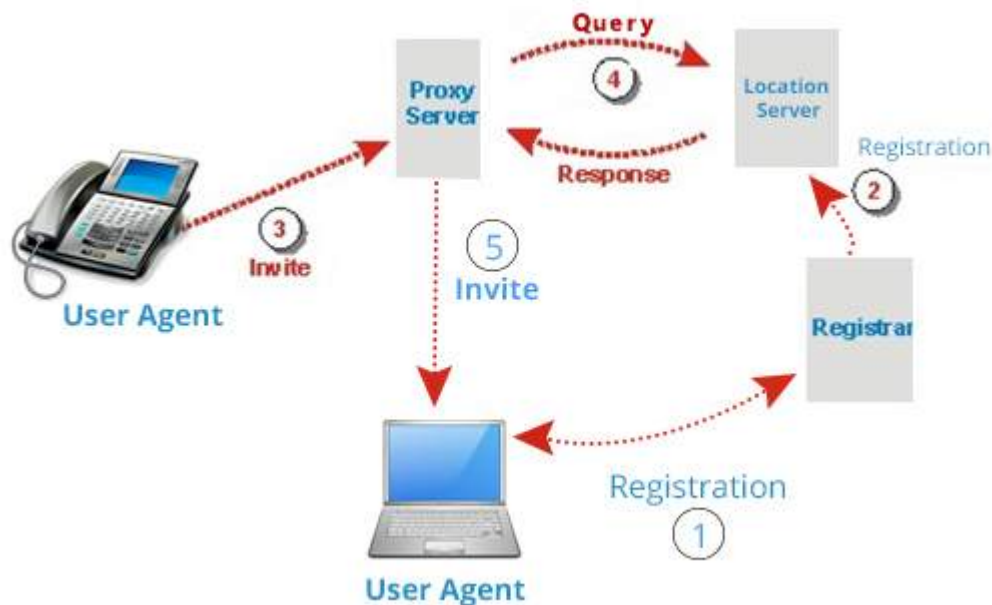 Query
4
Proxy
Server
Location
Server
Response
Registration
2
3
Invite
User Agent
5
Invite
Registrar
Registration
1
User Agent